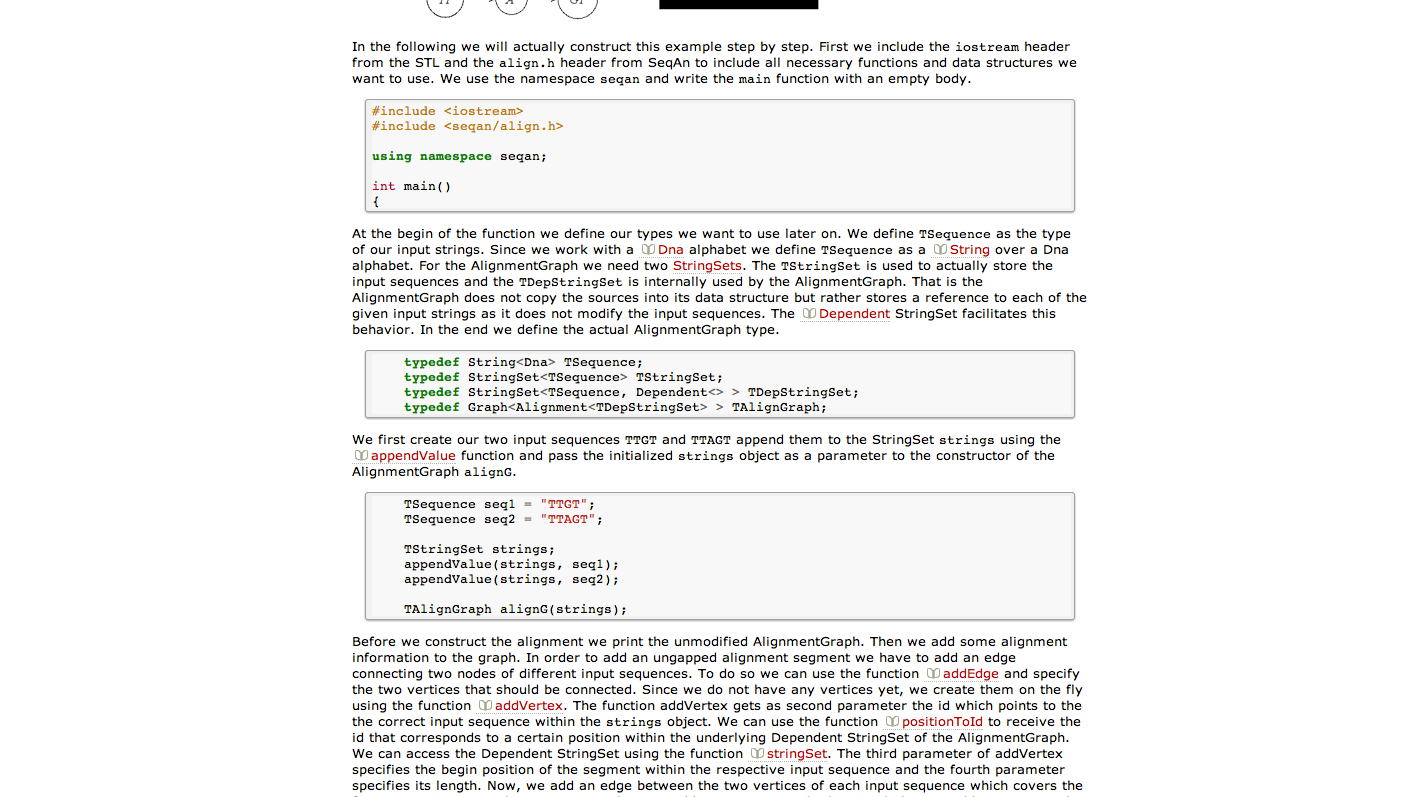 In the following we will actually construct this example step by step. First we include the iostream header
from the STL and the align.h header from SeqAn to include all necessary functions and data structures we
want to use. We use the namespace seqan and write the main function with an empty body.
#include <iostream>
#include <seqan/align.h>
using namespace seqan;
int main()
{
At the begin of the function we define our types we want to use later on. We define TSequence as the type
of our input strings. Since we work with a Dna alphabet we define TSequence as a String over a Dna
alphabet. For the AlignmentGraph we need two StringSets. The TStringSet is used to actually store the
input sequences and the TDepStringSet is internally used by the AlignmentGraph. That is the
AlignmentGraph does not copy the sources into its data structure but rather stores a reference to each of the
given input strings as it does not modify the input sequences. The Dependent StringSet facilitates this
behavior. In the end we define the actual AlignmentGraph type.
typedef String<Dna> TSequence;
typedef StringSet<TSequence> TStringSet;
typedef StringSet<TSequence, Dependent<> > TDepStringSet;
typedef Graph<Alignment<TDepStringSet> > TAlignGraph;
We first create our two input sequences TTGT and TTAGT append them to the StringSet strings using the
appendValue function and pass the initialized strings object as a parameter to the constructor of the
AlignmentGraph alignG.
TSequence seq1 = "TTGT";
TSequence seq2 = "TTAGT";
TStringSet strings;
appendValue(strings, seq1);
appendValue(strings, seq2);
TAlignGraph alignG(strings);
Before we construct the alignment we print the unmodified AlignmentGraph. Then we add some alignment
information to the graph. In order to add an ungapped alignment segment we have to add an edge
connecting two nodes of different input sequences. To do so we can use the function addEdge and specify
the two vertices that should be connected. Since we do not have any vertices yet, we create them on the fly
using the function addVertex. The function addVertex gets as second parameter the id which points to the
the correct input sequence within the strings object. We can use the function positionToId to receive the
id that corresponds to a certain position within the underlying Dependent StringSet of the AlignmentGraph.
We can access the Dependent StringSet using the function stringSet. The third parameter of addVertex
specifies the begin position of the segment within the respective input sequence and the fourth parameter
specifies its length. Now, we add an edge between the two vertices of each input sequence which covers the